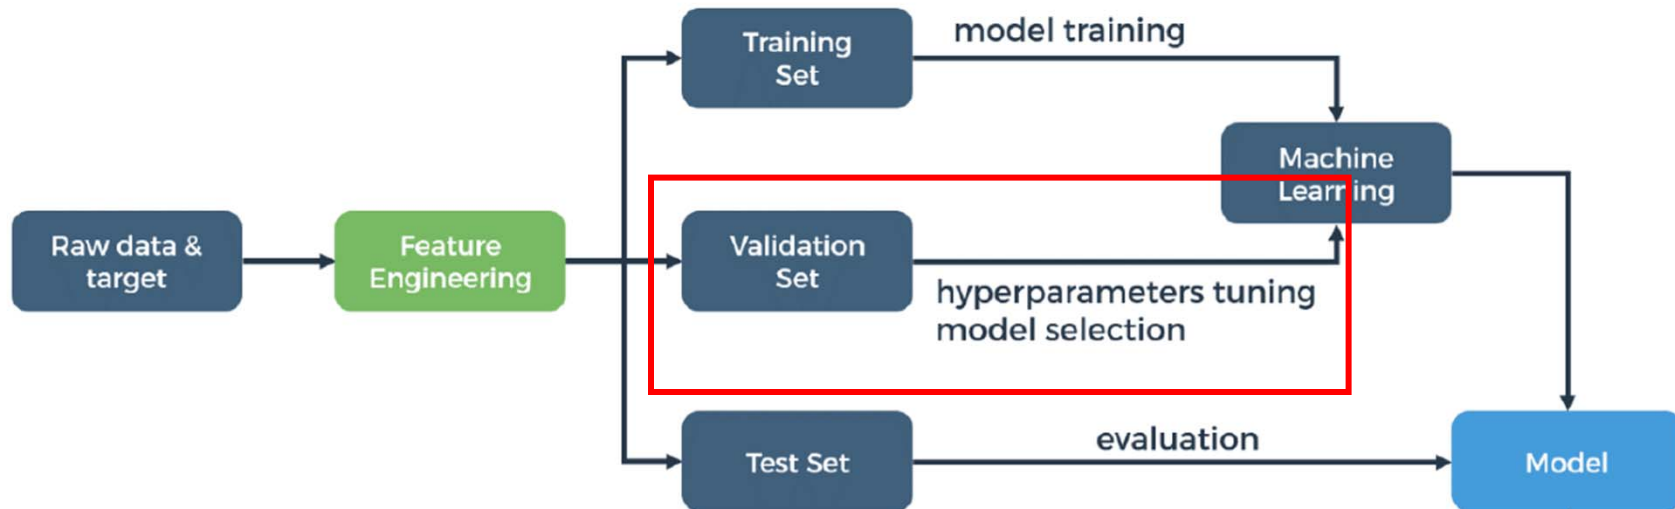 Training
Set
model training
Machine
Learning
Raw data &
target
Feature
Engineering
Validation
Set
hyperparameters tuning
model selection
Test Set
evaluation
Model